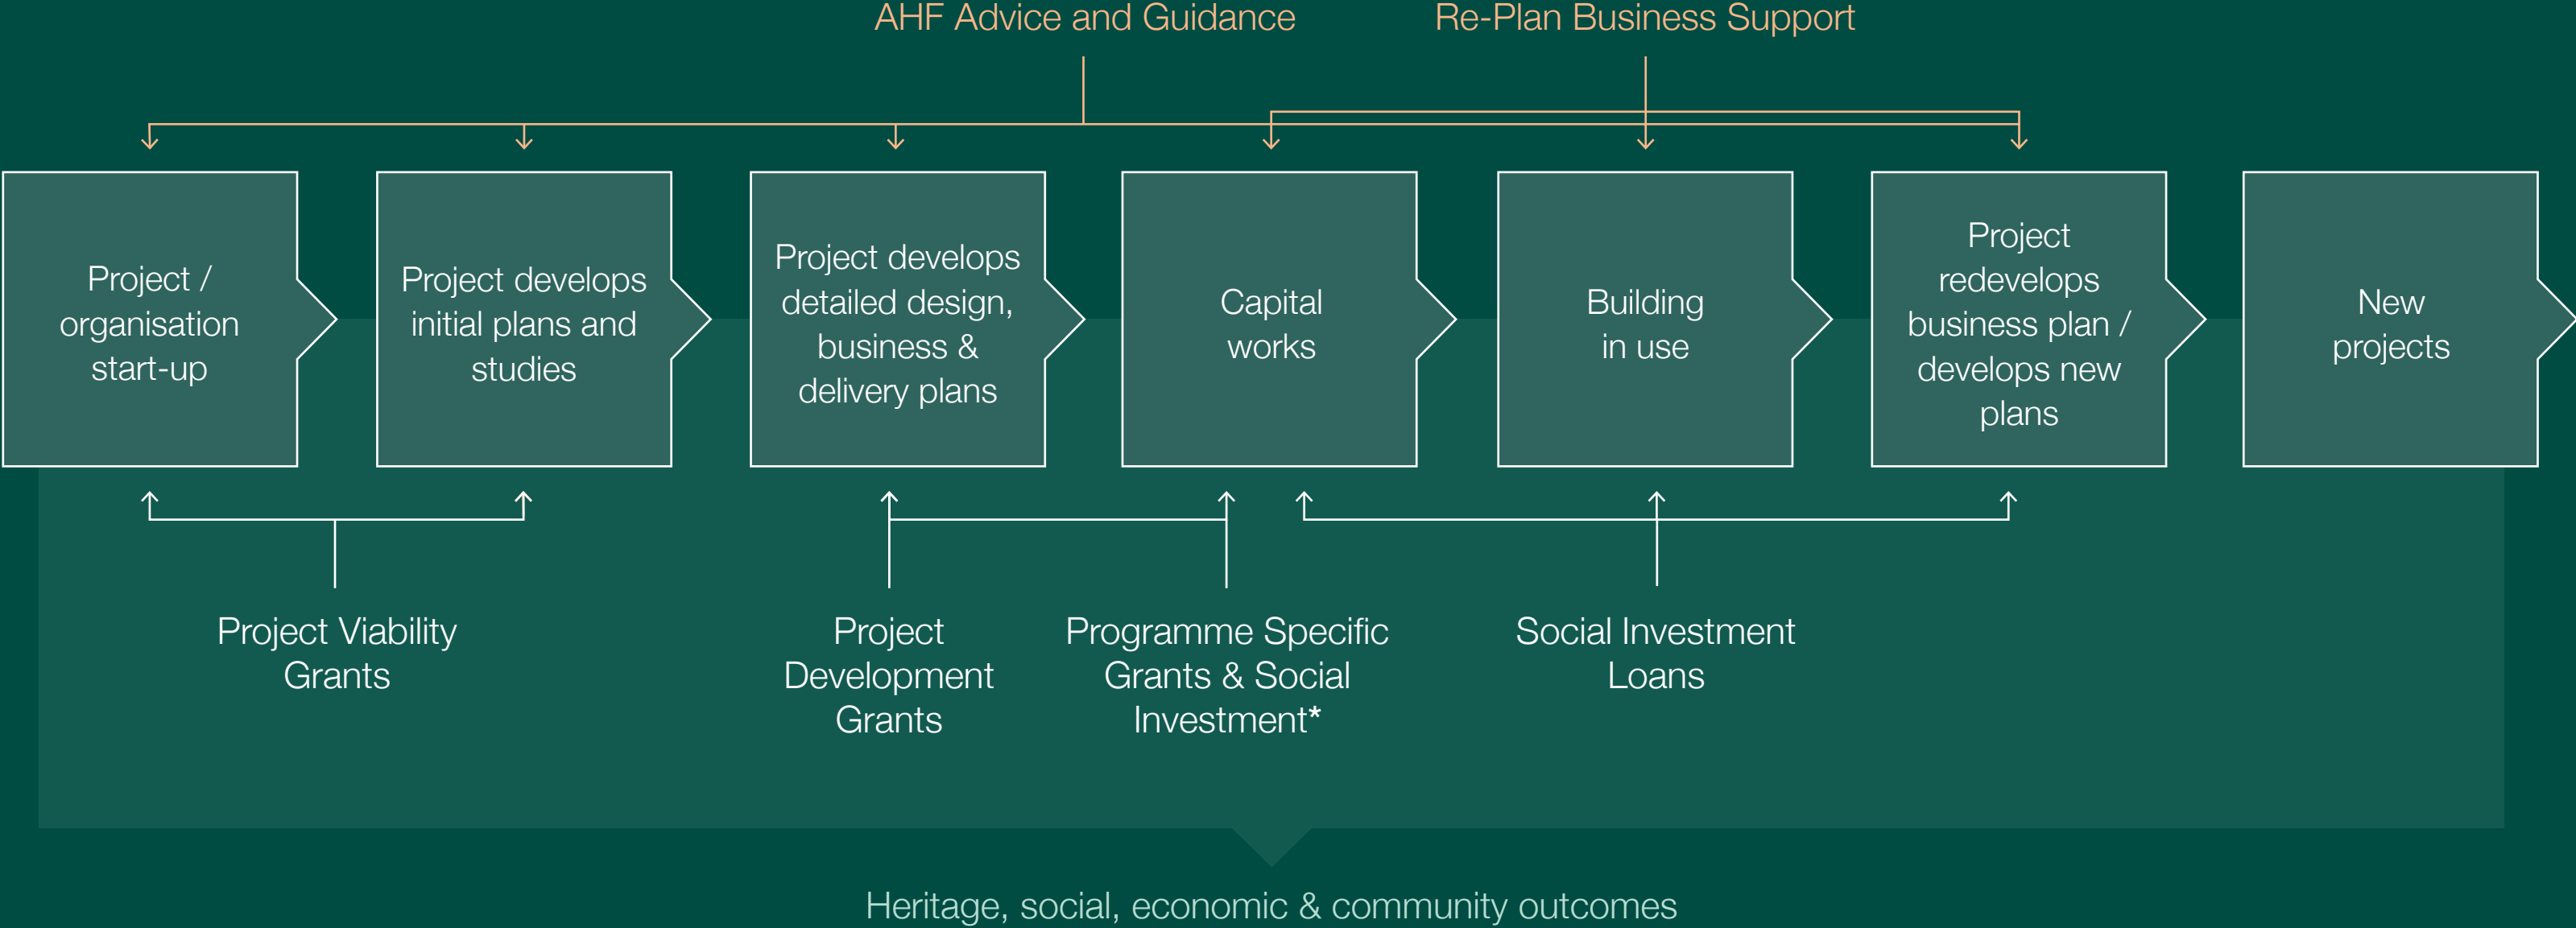 AHF Advice and Guidance
Re-Plan Business Support
Project /
organisation
start-up
Project develops
initial plans and
studies
Project develops
detailed design,
business &
delivery plans
Capital
works
Building
in use
Project
redevelops
business plan /
develops new
plans
New
projects
Project Viability
Grants
Project
Development
Grants
Programme Specific
Grants & Social
Investment*
Social Investment
Loans
Heritage, social, economic & community outcomes